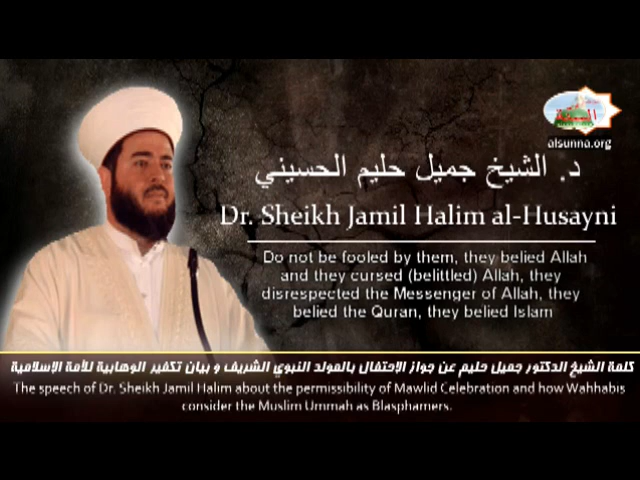 السنة
alsunna.org
د. الشيخ جميل حليم الحسيني
Dr. Sheikh Jamil Halim al-Husayni
Do not be fooled by them, they belied Allah
and they cursed (belittled) Allah, they
disrespected the Messenger of Allah, they
belied the Quran, they belied Islam
كلمة الشيخ الدكتور جميل حليم عن جواز الإحتفال بالمولد النبوي الشريف و بيان تكفير الوهابية للأمة الإسلامية
The speech of Dr. Sheikh Jamil Halim about the permissibility of Mawlid Celebration and how Wahhabis
consider the Muslim Ummah as Blasphamers.